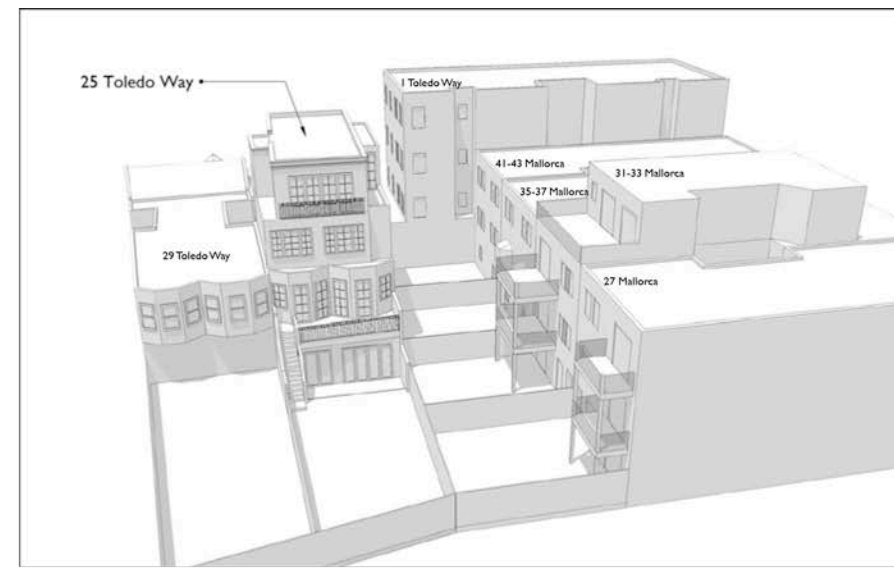 25 Toledo Way
1 Toledo Way
41-43 Mallorca
31-33 Mallorca
35-37 Mallorca
29 Toledo Way
27 Mallorca